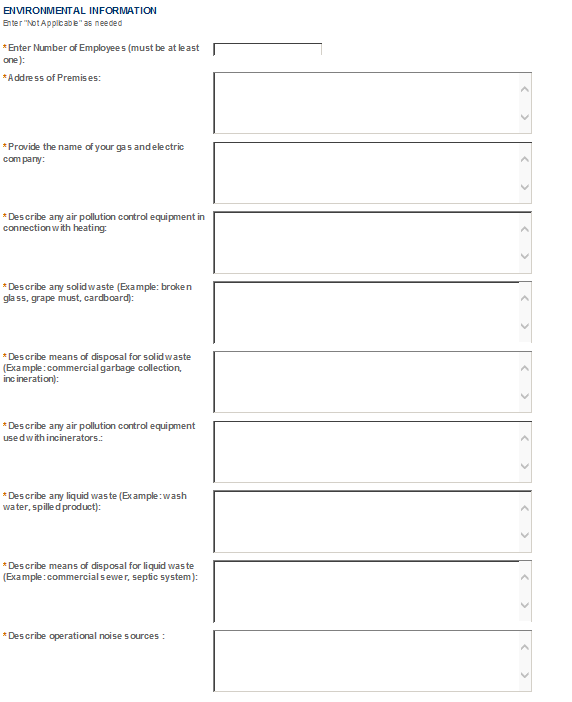 ENVIRONMENTAL INFORMATION
Enter "Not Applicable" as needed
*Enter Number of Employees (must be at least
one):
*Address of Premises:
*Provide the name of your gas and electric
company:
*Describe any air pollution control equipment in
connection with heating:
*Describe any solid waste (Example: broken
glass, grape must, cardboard):
*Describe means of disposal for solid waste
(Example: commercial garbage collection,
incineration):
*Describe any air pollution control equipment
used with incinerators.:
*Describe any liquid waste (Example: wash
water, spilled product):
*Describe means of disposal for liquid waste
(Example: commercial sewer, septic system):
*Describe operational noise sources :